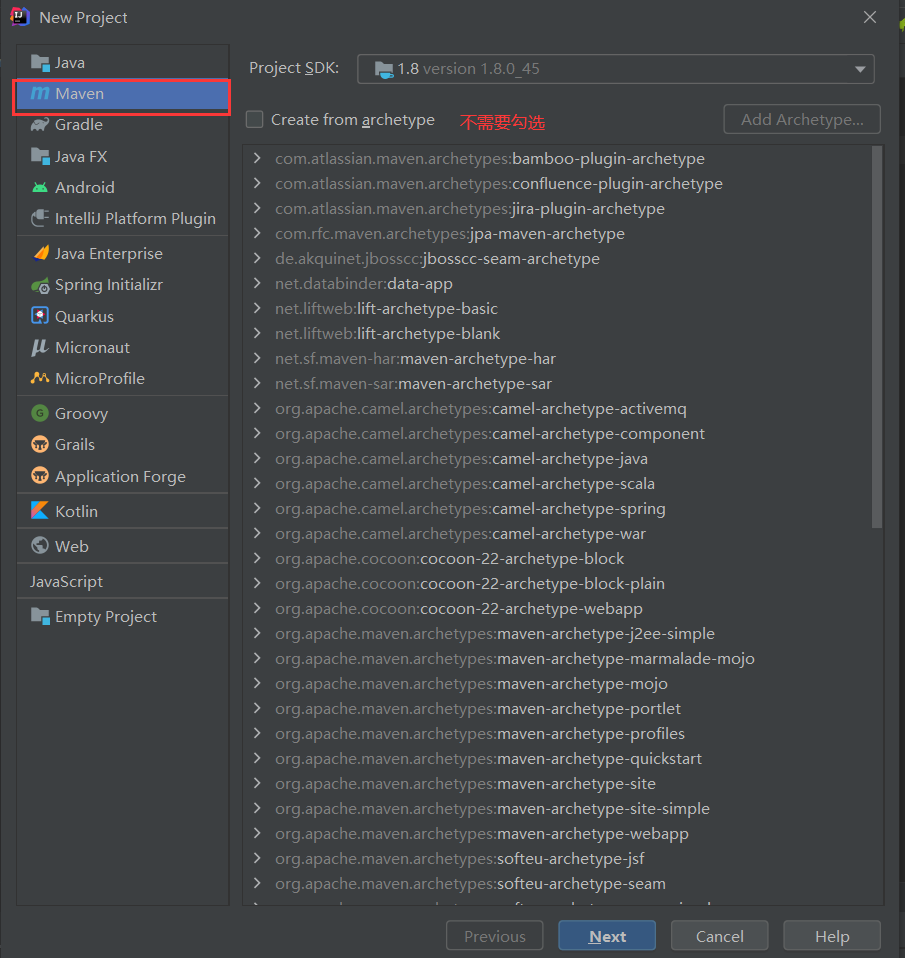 New Project
Java
Maven
Gradle
Java FX
Android
IntelliJ Platform Plugin
Java Enterprise
Spring Initializr
Quarkus
Micronaut
MicroProfile
Groovy
Grails
Application Forge
Kotlin
Web
JavaScript
Empty Project
Project SDK: 1.8 version 1.8.0_45
Create from archetype 不需要勾选 Add Archetype...
com.atlassian.maven.archetypes:bamboo-plugin-archetype
com.atlassian.maven.archetypes:confluence-plugin-archetype
com.atlassian.maven.archetypes:jira-plugin-archetype
com.rfc.maven.archetypes:jpa-maven-archetype
de.akquinet.jbosscc:jbosscc-seam-archetype
net.databinder:data-app
net.liftweb:lift-archetype-basic
net.liftweb:lift-archetype-blank
net.sf.maven-har:maven-archetype-har
net.sf.maven-sar:maven-archetype-sar
org.apache.camel.archetypes:camel-archetype-activemq
org.apache.camel.archetypes:camel-archetype-component
org.apache.camel.archetypes:camel-archetype-java
org.apache.camel.archetypes:camel-archetype-scala
org.apache.camel.archetypes:camel-archetype-spring
org.apache.camel.archetypes:camel-archetype-war
org.apache.cocoon:cocoon-22-archetype-block
org.apache.cocoon:cocoon-22-archetype-block-plain
org.apache.cocoon:cocoon-22-archetype-webapp
org.apache.maven.archetypes:maven-archetype-j2ee-simple
org.apache.maven.archetypes:maven-archetype-marmalade-mojo
org.apache.maven.archetypes:maven-archetype-mojo
org.apache.maven.archetypes:maven-archetype-portlet
org.apache.maven.archetypes:maven-archetype-profiles
org.apache.maven.archetypes:maven-archetype-quickstart
org.apache.maven.archetypes:maven-archetype-site
org.apache.maven.archetypes:maven-archetype-site-simple
org.apache.maven.archetypes:maven-archetype-webapp
org.apache.maven.archetypes:softeu-archetype-jsf
org.apache.maven.archetypes:softeu-archetype-seam
Previous Next Cancel Help